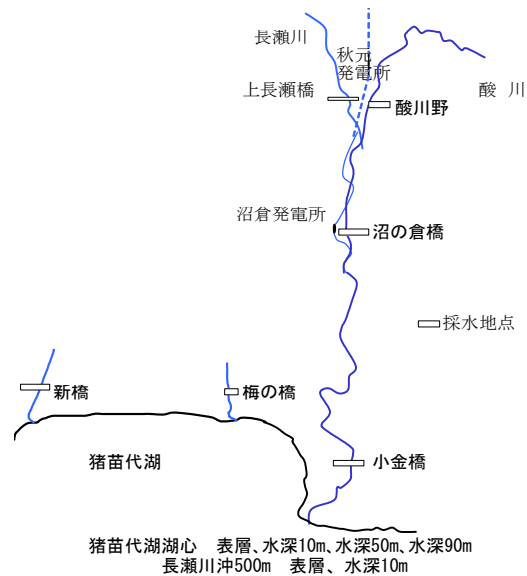 長瀬川
秋元
発電所
上長瀬橋
酸川野
酸 川
沼倉発電所
沼の倉橋
採水地点
新橋
梅の橋
猪苗代湖
小金橋
猪苗代湖湖心 表層、水深10m、水深50m、水深90m
長瀬川沖500m 表層、水深10m